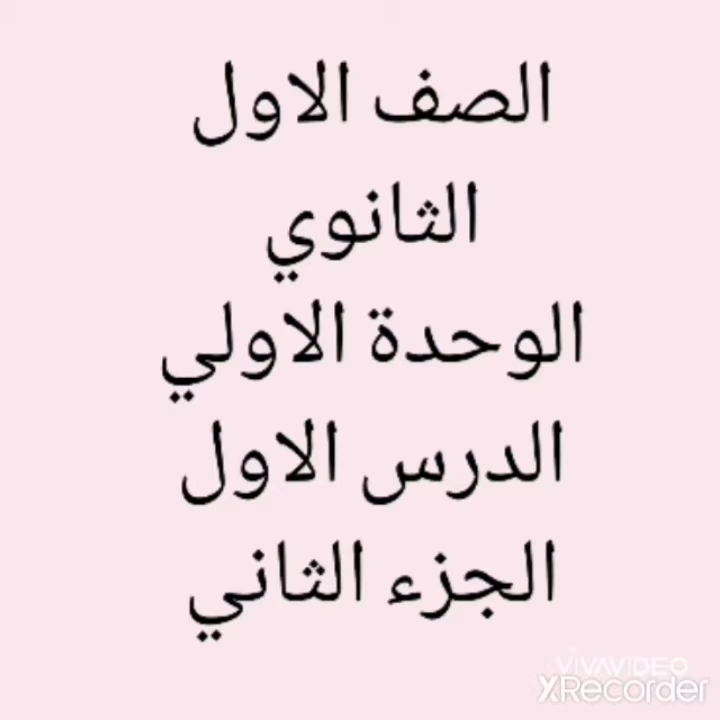 الصف الاول
الثانوي
الوحدة الاولي
الدرس الاول
الجزء الثاني
VIVAVIDEO
XRecorder